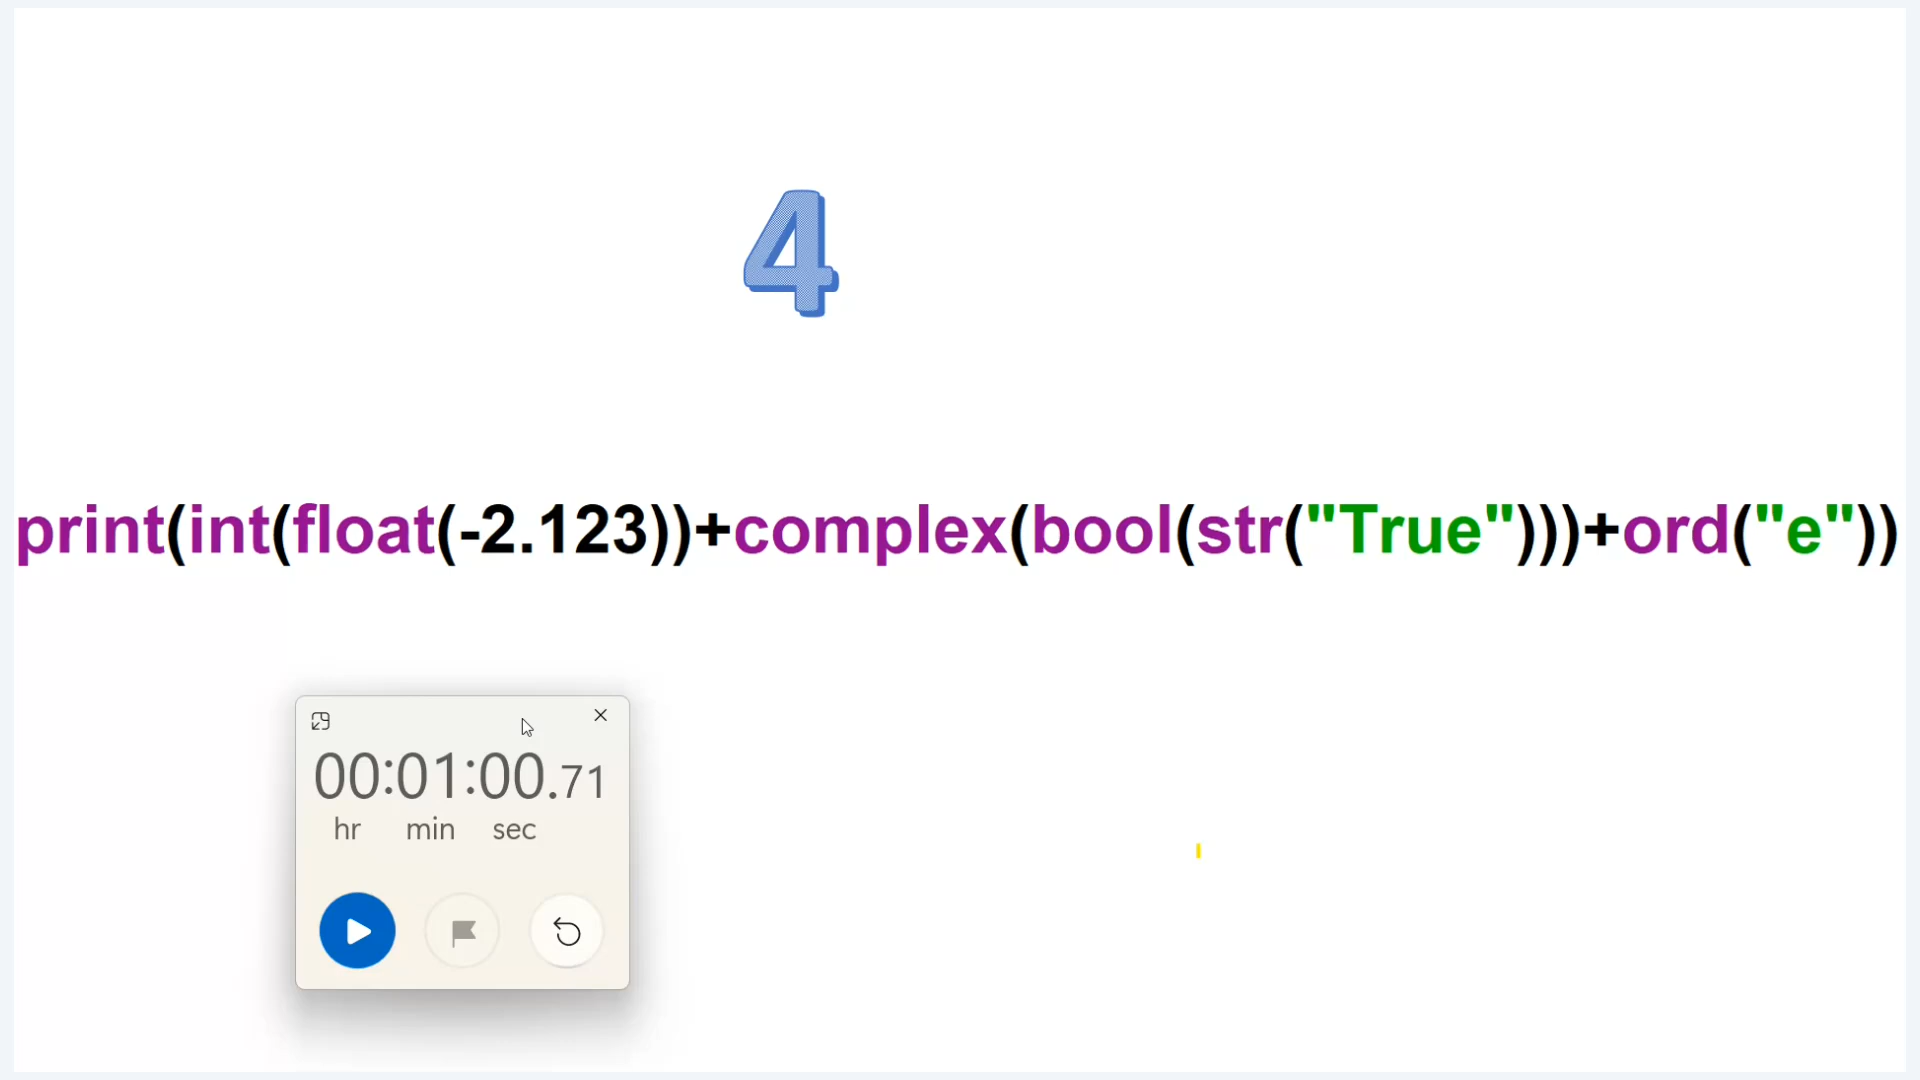 4
print(int(float(-2.123))+complex(bool(str("True")))+ord("e"))
00:01:00.71
hr min sec